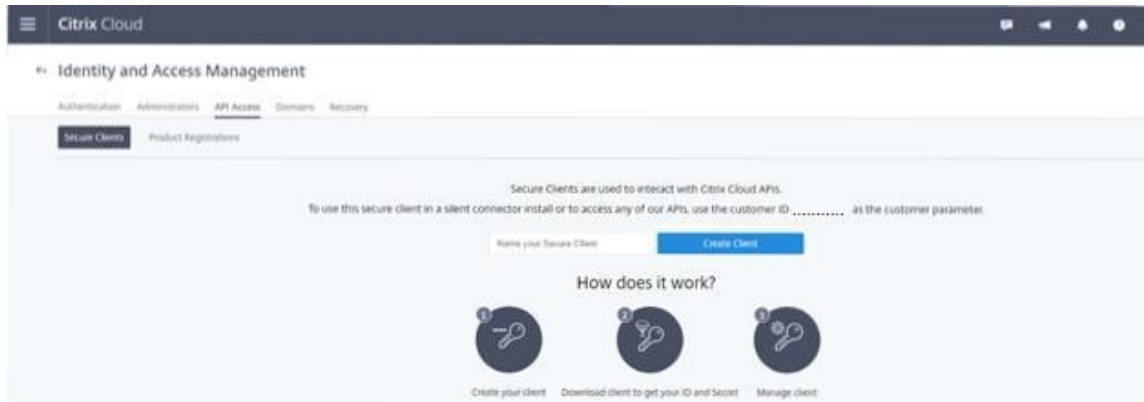 Citrix Cloud
Identity and Access Management
Authentication Administrators API Access Domains Recovery
Secure Clients Product Registrations
Secure Clients are used to interact with Citrix Cloud APIs.
To use this secure client in a silent connector install or to access any of our APIs, use the customer ID ........... as the customer parameter.
Name your Secure Client Create Client
How does it work?
1 2 3
Create your client Download client to get your ID and Secret Manage client